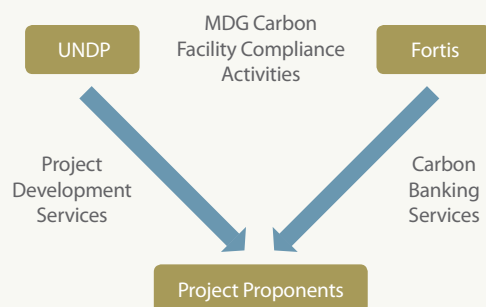 UNDP
MDG Carbon
Facility Compliance
Activities
Fortis
Project
Development
Services
Carbon
Banking
Services
Project Proponents